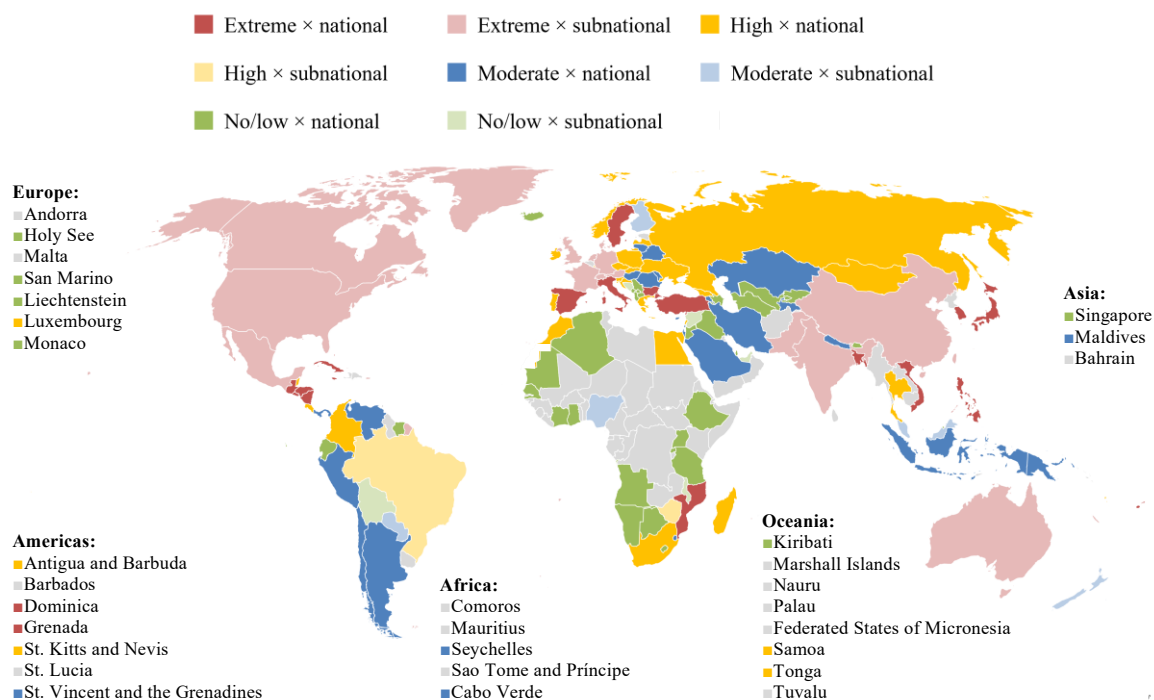 Extreme × national
Extreme × subnational
High × national
High × subnational
Moderate × national
Moderate × subnational
No/low × national
No/low × subnational
Europe:
Andorra
Holy See
Malta
San Marino
Liechtenstein
Luxembourg
Monaco
Asia:
Singapore
Maldives
Bahrain
Americas:
Antigua and Barbuda
Barbados
Dominica
Grenada
St. Kitts and Nevis
St. Lucia
St. Vincent and the Grenadines
Africa:
Comoros
Mauritius
Seychelles
Sao Tome and Príncipe
Cabo Verde
Oceania:
Kiribati
Marshall Islands
Nauru
Palau
Federated States of Micronesia
Samoa
Tonga
Tuvalu